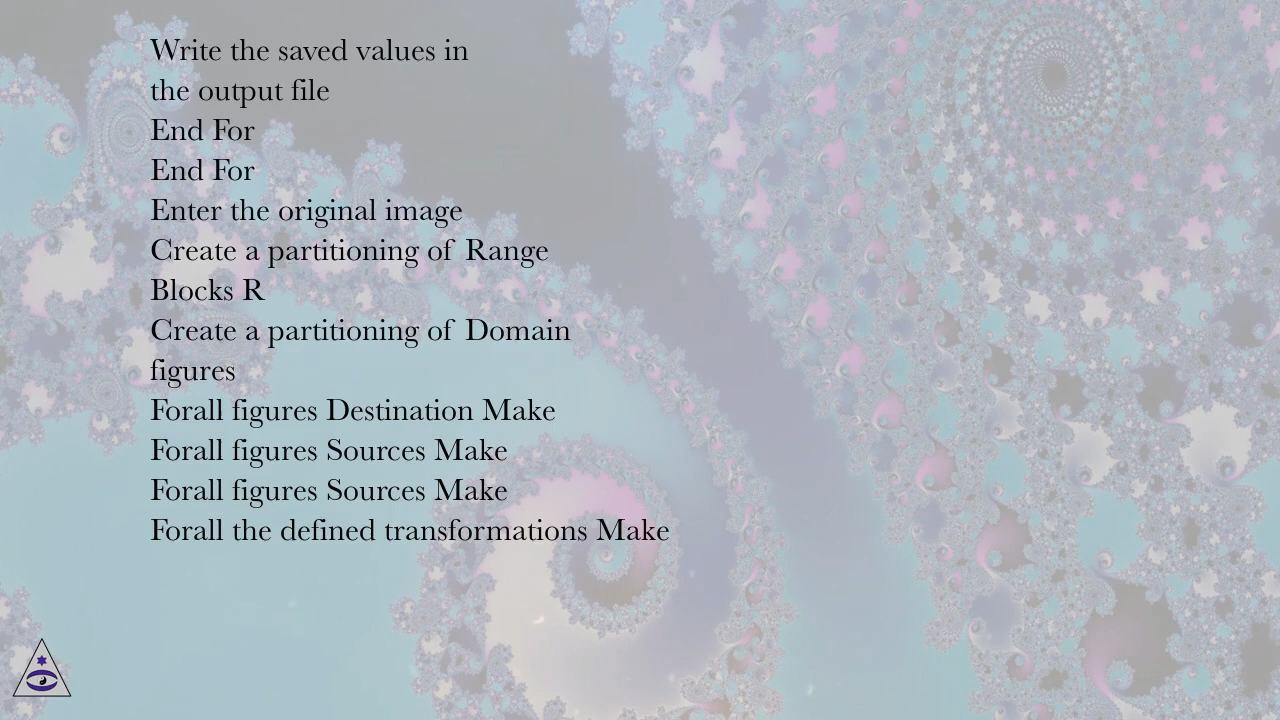 Write the saved values in
the output file
End For
End For
Enter the original image
Create a partitioning of Range
Blocks R
Create a partitioning of Domain
figures
Forall figures Destination Make
Forall figures Sources Make
Forall figures Sources Make
Forall the defined transformations Make